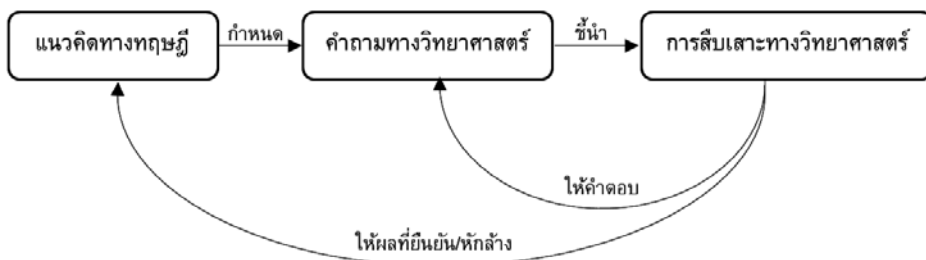 แนวคิดทางทฤษฎี
กำหนด
คำถามทางวิทยาศาสตร์
ชี้นำ
การสืบเสาะทางวิทยาศาสตร์
ให้คำตอบ
ให้ผลที่ยืนยัน/หักล้าง